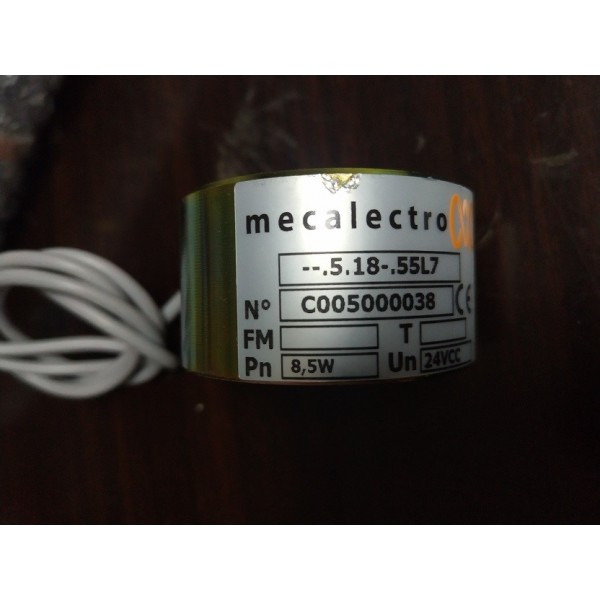 mecalectro
--.5.18-.55L7
N° C005000038 CE
FM T
Pn 8,5W Un 24VCC